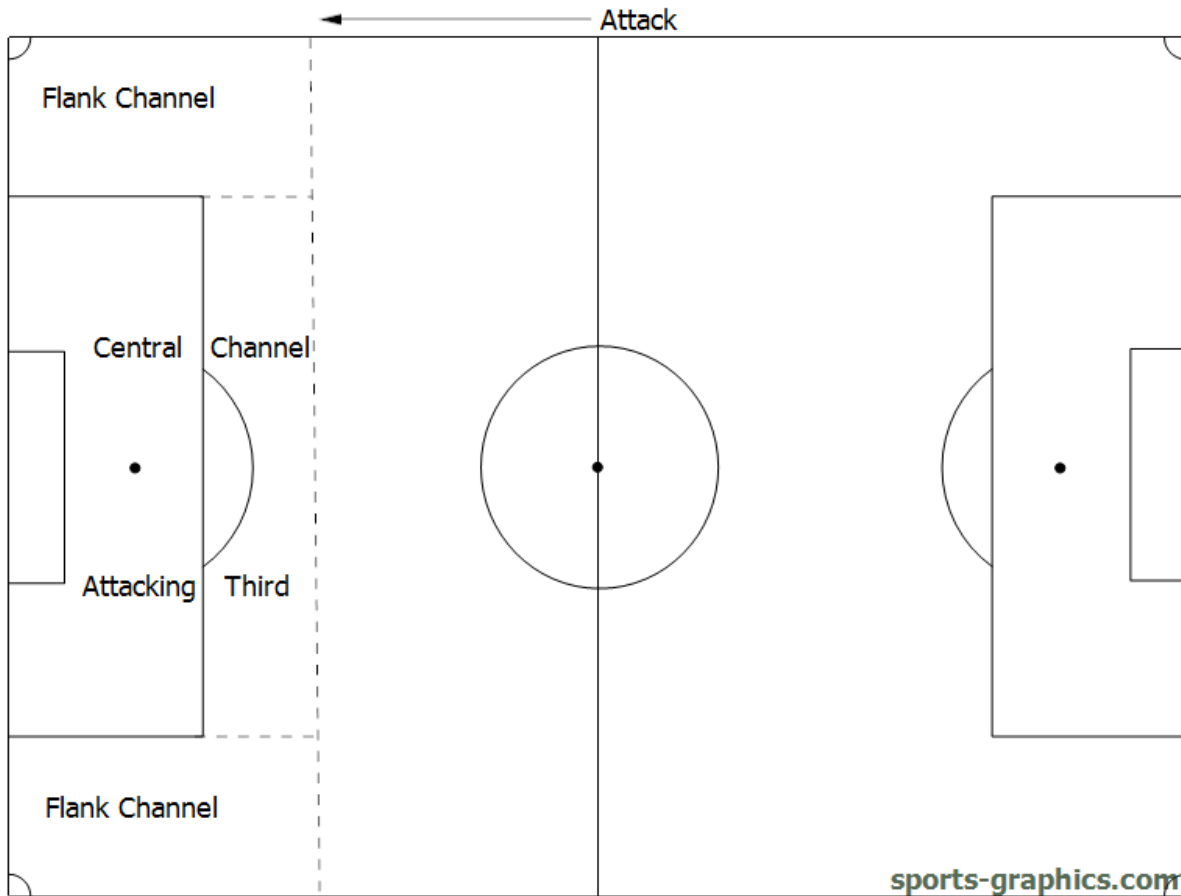 Attack
Flank Channel
Central Channel
Attacking Third
Flank Channel
sports-graphics.com